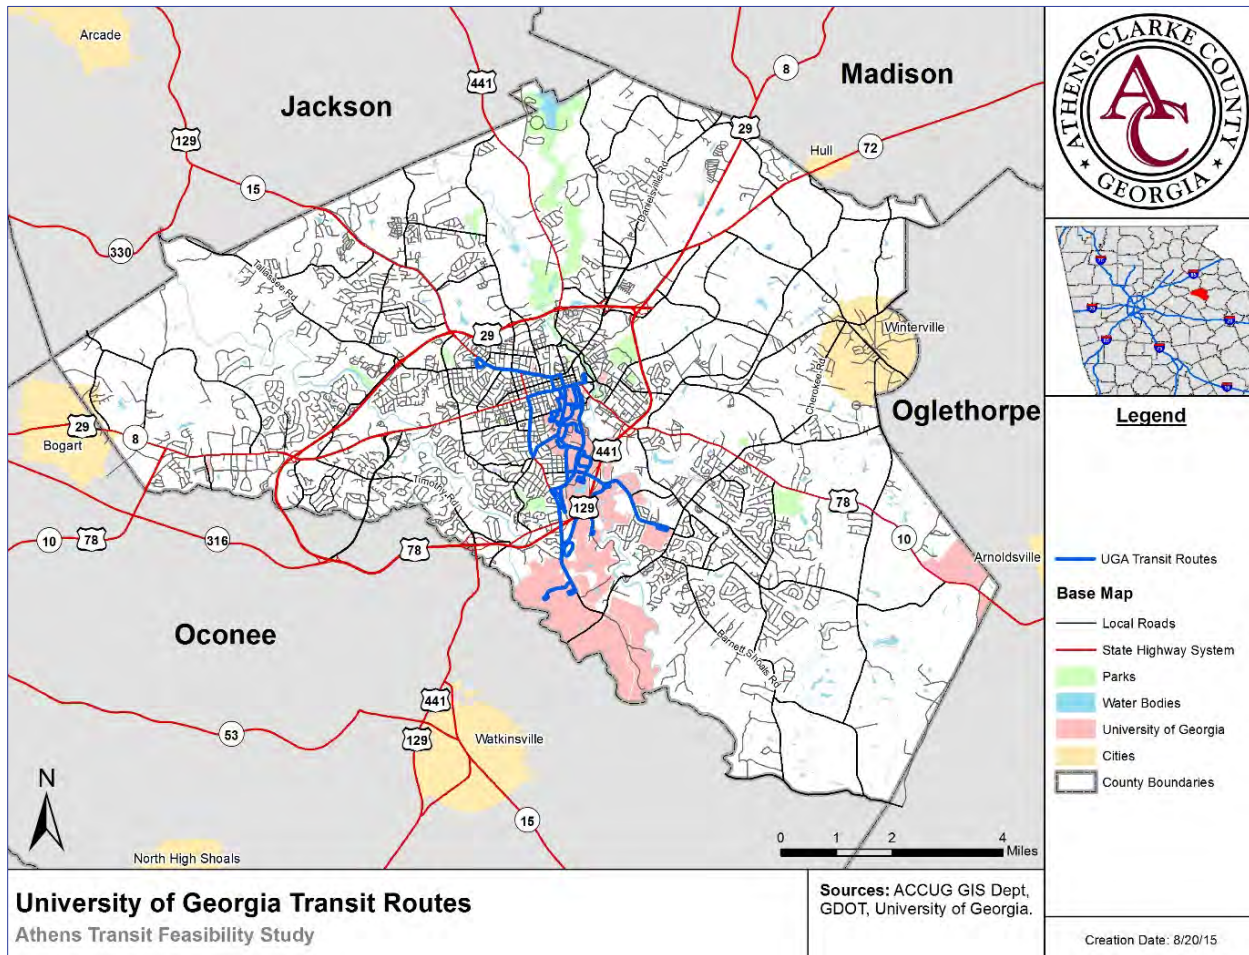 Arcade
441
8
Madison
Jackson
29
129
Hull
72
15
Danielsville Rd
330
Tallassee Rd
29
Winterville
Cherokee Rd
Oglethorpe
29
8
Bogart
441
Timothy Rd
78
129
10
78
316
78
10
Arnoldsville
Oconee
Barnett Shoals Rd
441
53
129
Watkinsville
N
15
0 1 2 4
Miles
North High Shoals
ATHENS-CLARKE COUNTY
AC
GEORGIA
Legend
UGA Transit Routes
Base Map
Local Roads
State Highway System
Parks
Water Bodies
University of Georgia
Cities
County Boundaries
University of Georgia Transit Routes
Athens Transit Feasibility Study
Sources: ACCUG GIS Dept,
GDOT, University of Georgia.
Creation Date: 8/20/15